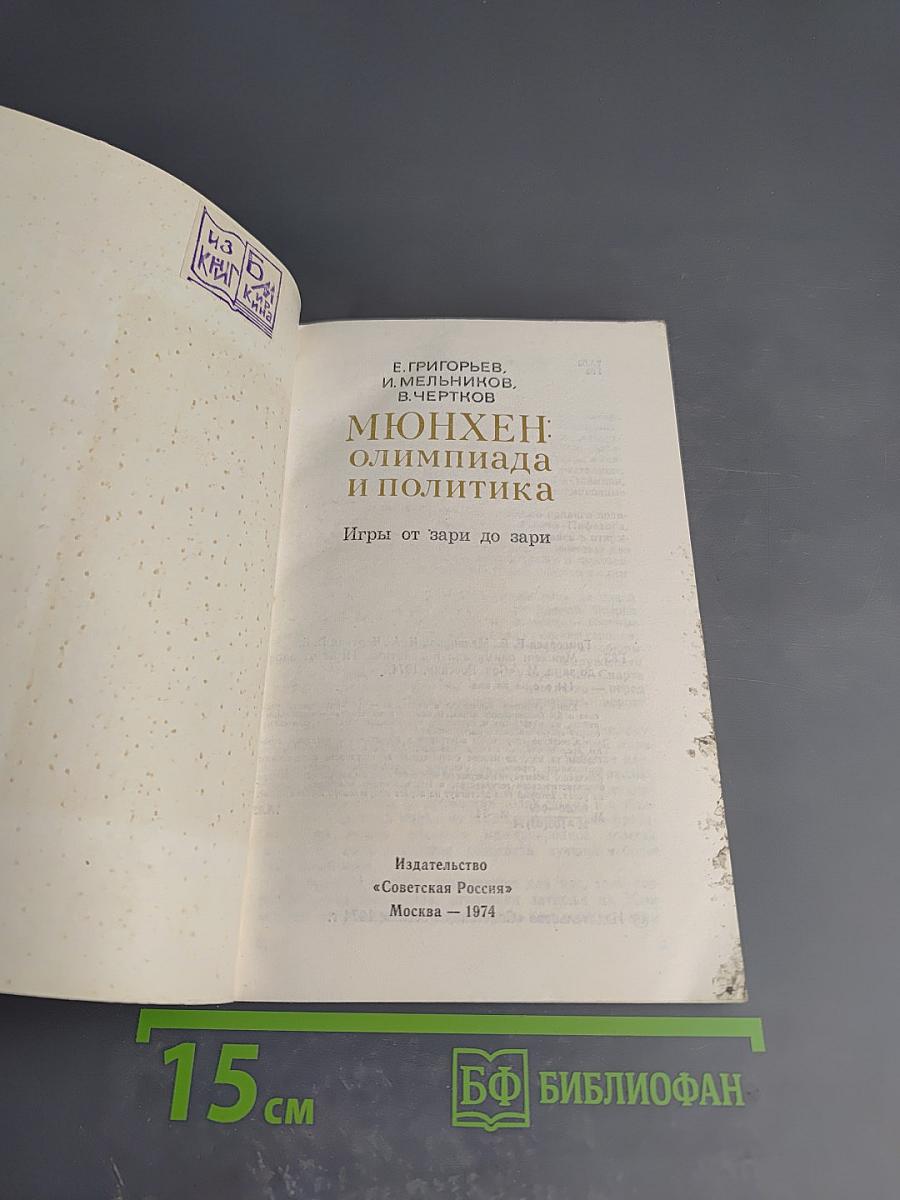 ИЗ
КНИГ
Б
Е. ГРИГОРЬЕВ,
И. МЕЛЬНИКОВ,
В. ЧЕРТКОВ
МЮНХЕН:
ОЛИМПИАДА
И ПОЛИТИКА
Игры от зари до зари
Издательство
«Советская Россия»
Москва — 1974
15 см
БФ БИБЛИОФАН